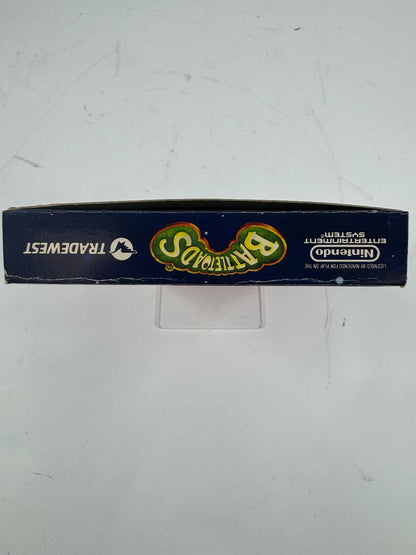 LICENSED BY NINTENDO FOR PLAY ON THE
Nintendo®
ENTERTAINMENT
SYSTEM®
BATTLETOADS®
TRADEWEST